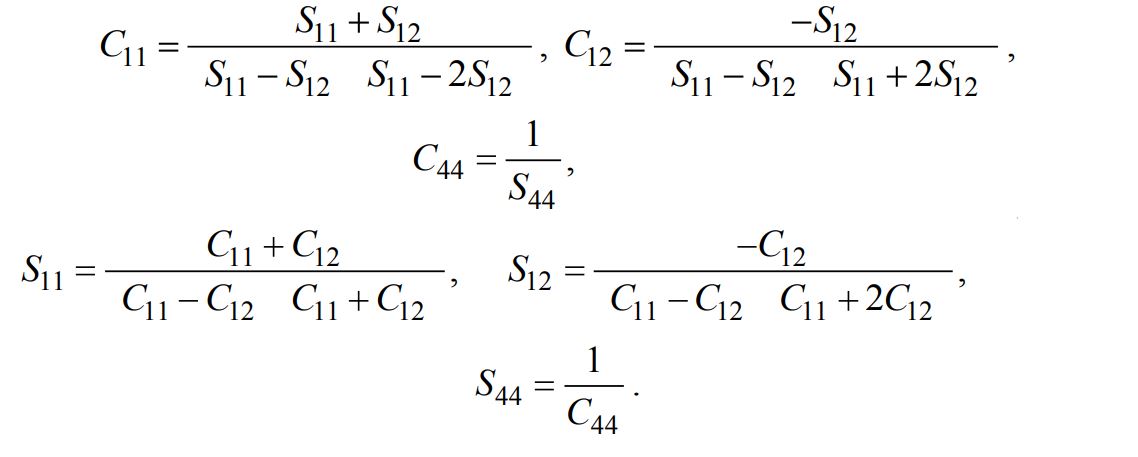 C₁₁ = (S₁₁ + S₁₂) / (S₁₁ − S₁₂   S₁₁ − 2S₁₂) , C₁₂ = −S₁₂ / (S₁₁ − S₁₂   S₁₁ + 2S₁₂) ,
C₄₄ = 1 / S₄₄ ,
S₁₁ = (C₁₁ + C₁₂) / (C₁₁ − C₁₂   C₁₁ + C₁₂) , S₁₂ = −C₁₂ / (C₁₁ − C₁₂   C₁₁ + 2C₁₂) ,
S₄₄ = 1 / C₄₄ .